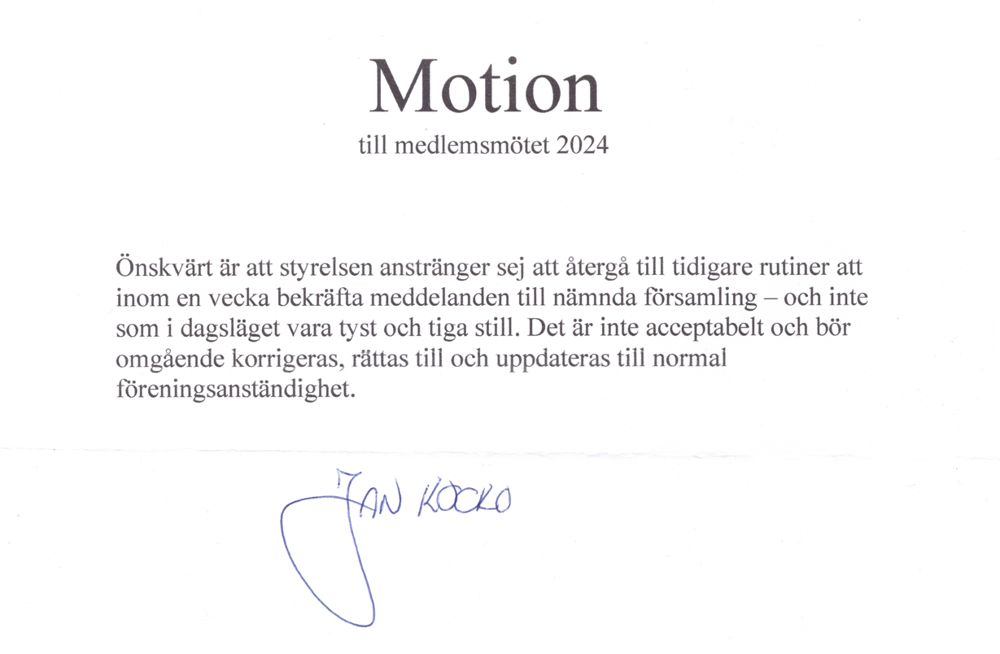 Motion
till medlemsmötet 2024
Önskvärt är att styrelsen anstränger sej att återgå till tidigare rutiner att
inom en vecka bekräfta meddelanden till nämnda församling – och inte
som i dagsläget vara tyst och tiga still. Det är inte acceptabelt och bör
omgående korrigeras, rättas till och uppdateras till normal
föreningsanständighet.
JAN KOCKO